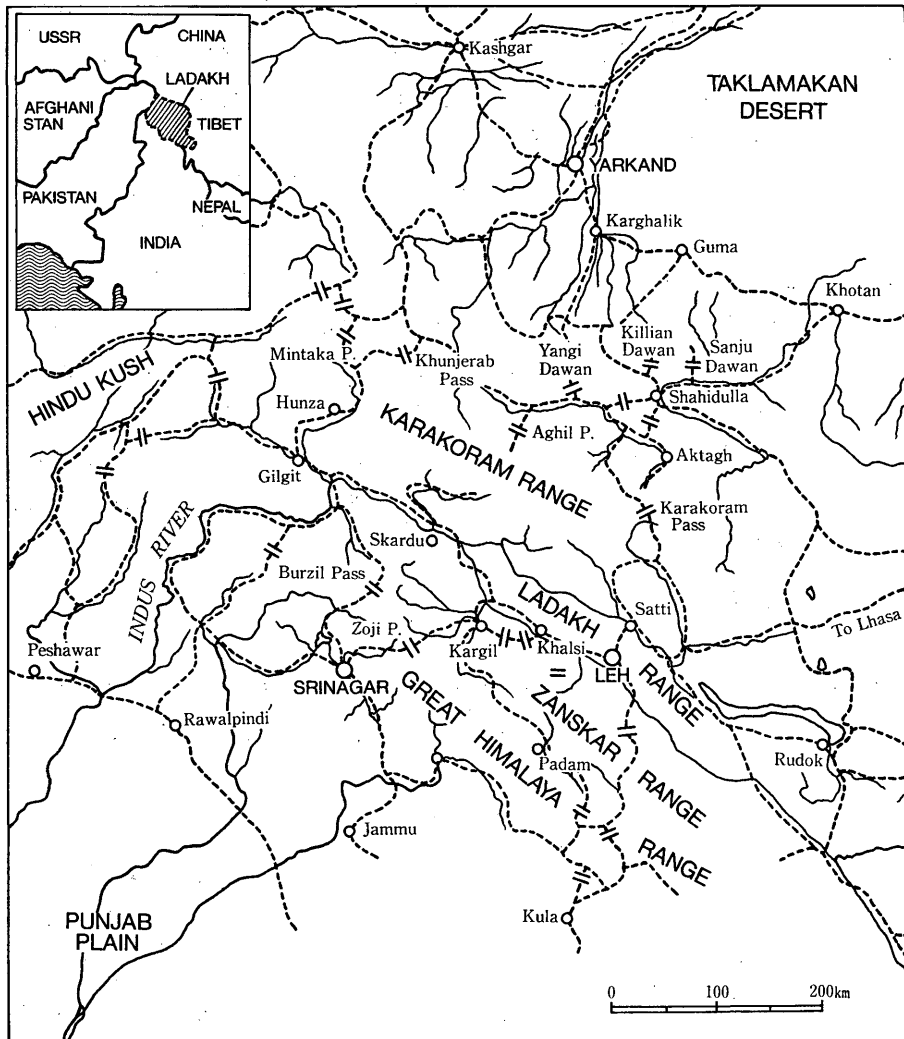 USSR
CHINA
LADAKH
AFGHANI
STAN
TIBET
PAKISTAN
NEPAL
INDIA
Kashgar
TAKLAMAKAN
DESERT
YARKAND
Karghalik
Guma
Khotan
HINDU KUSH
Mintaka P.
Khunjerab
Pass
Yangi
Dawan
Killian
Dawan
Sanju
Dawan
Hunza
Shahidulla
KARAKORAM RANGE
Aghil P.
Aktagh
Gilgit
Karakoram
Pass
INDUS RIVER
Skardu
Burzil Pass
LADAKH
RANGE
Satti
To Lhasa
Zoji P.
Peshawar
Kargil
Khalsi
LEH
SRINAGAR
GREAT
HIMALAYA
RANGE
ZANSKAR
RANGE
Rawalpindi
Padam
Rudok
Jammu
Kula
PUNJAB
PLAIN
0 100 200km